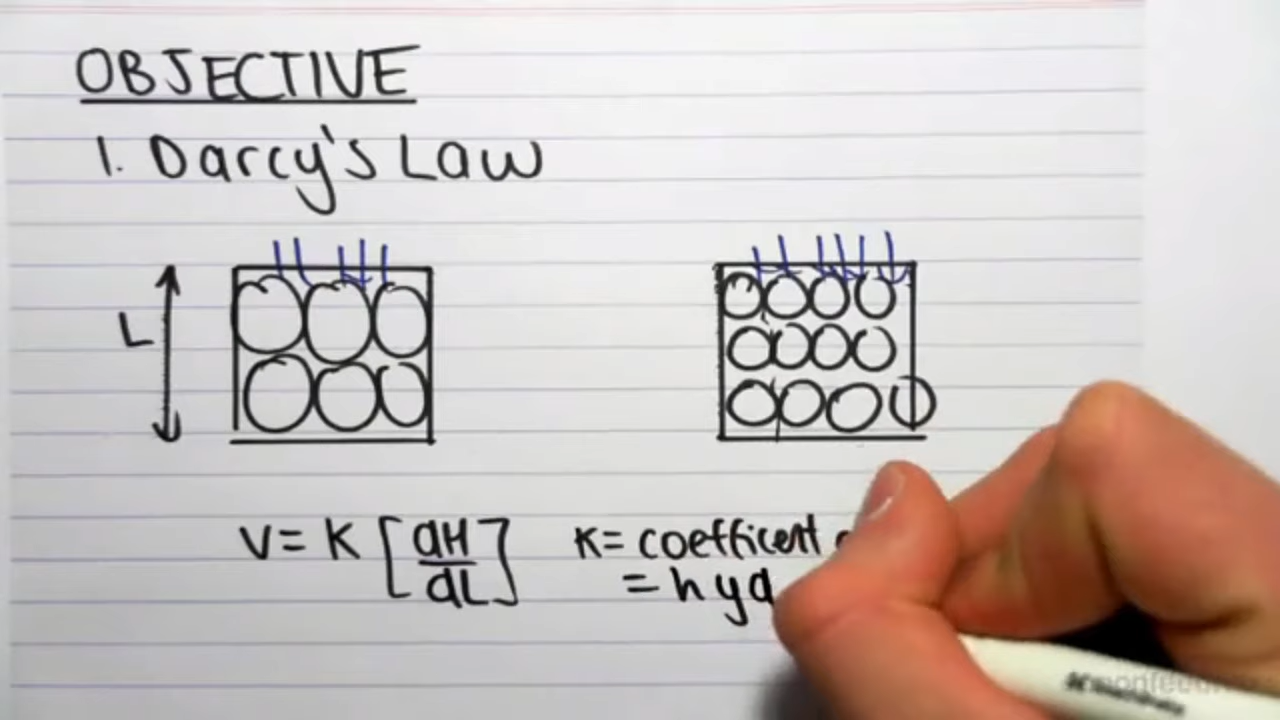 OBJECTIVE
1. Darcy's Law
L
V = K [dH/dL]
K = coefficent
= hyd